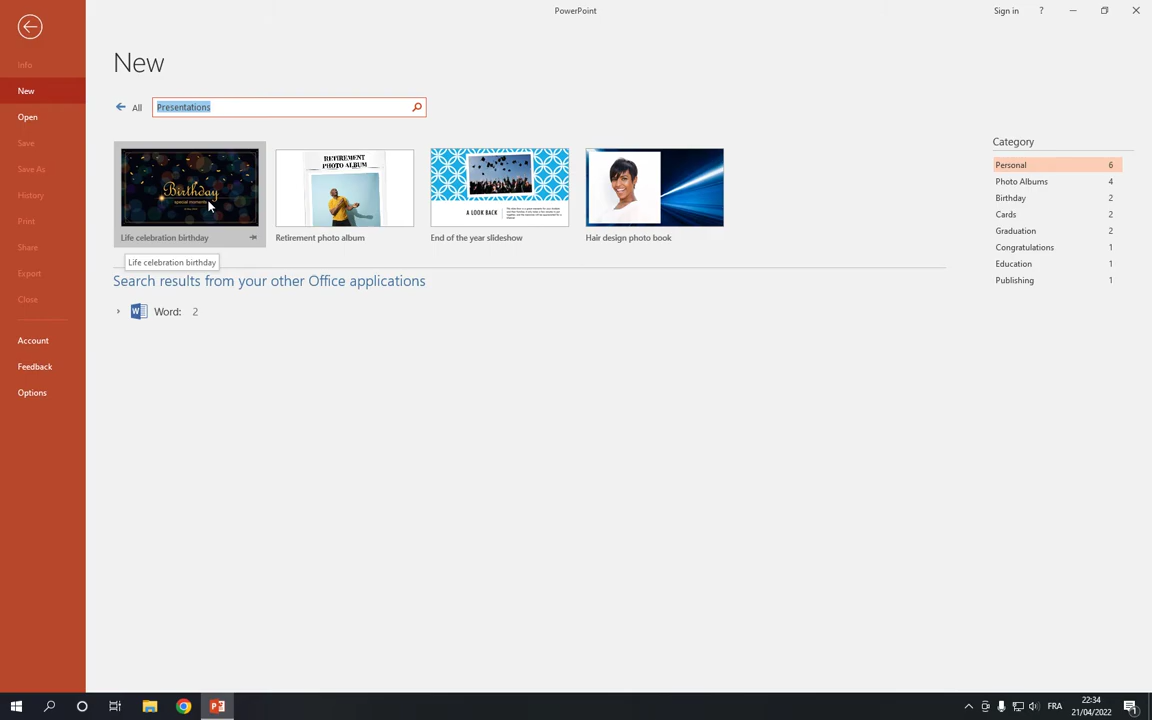 PowerPoint
Sign in
?
Info
New
Open
Save
Save As
History
Print
Share
Export
Close
Account
Feedback
Options
New
All
Presentations
Birthday
special moments
Life celebration birthday
RETIREMENT
PHOTO ALBUM
Retirement photo album
A LOOK BACK
End of the year slideshow
Hair design photo book
Life celebration birthday
Search results from your other Office applications
Word: 2
Category
Personal 6
Photo Albums 4
Birthday 2
Cards 2
Graduation 2
Congratulations 1
Education 1
Publishing 1
FRA
22:34
21/04/2022